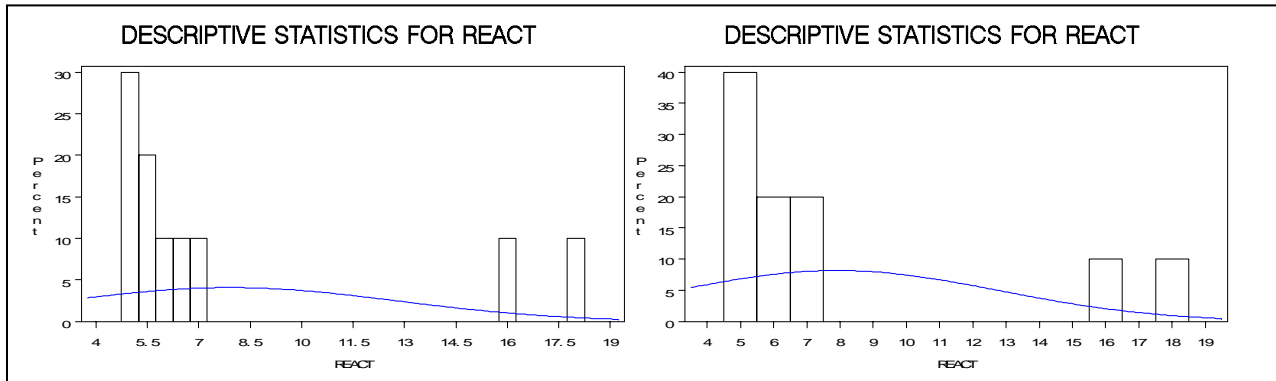 DESCRIPTIVE STATISTICS FOR REACT
30
20
10
5
0
25
15
Percent
4 5.5 7 8.5 10 11.5 13 14.5 16 17.5 19
REACT
DESCRIPTIVE STATISTICS FOR REACT
40
35
30
25
20
15
10
5
0
Percent
4 5 6 7 8 9 10 11 12 13 14 15 16 17 18 19
REACT